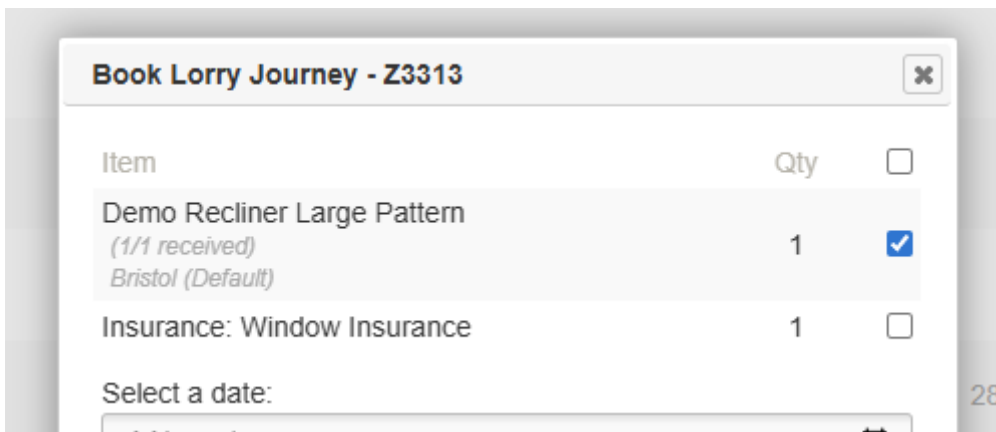 Book Lorry Journey - Z3313
Item Qty
Demo Recliner Large Pattern
(1/1 received)
1
Bristol (Default)
Insurance: Window Insurance 1
Select a date:
28